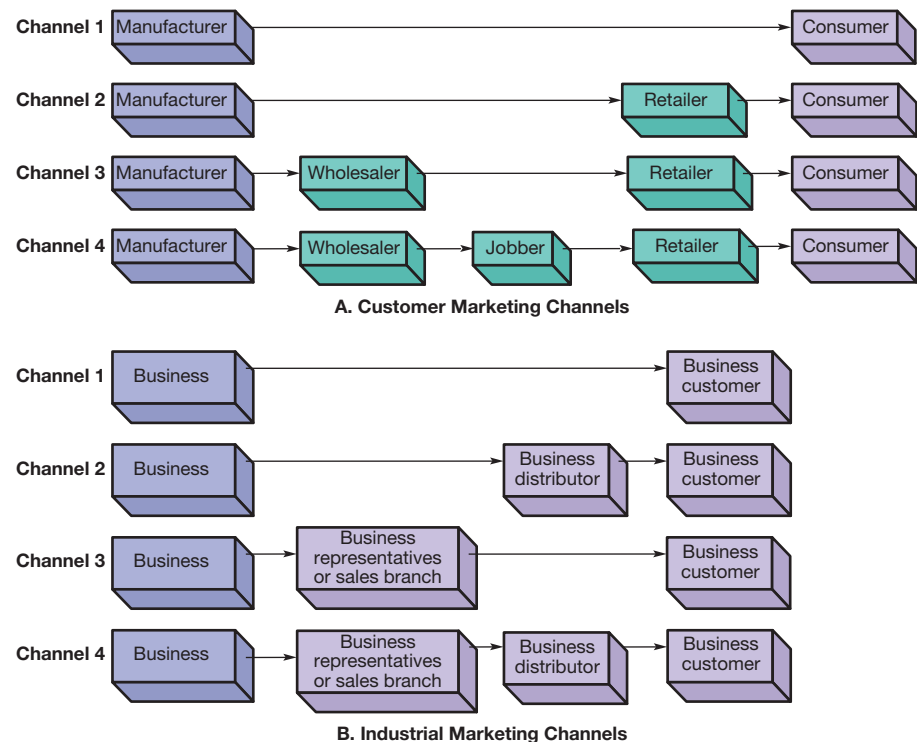 Channel 1 Manufacturer Consumer
Channel 2 Manufacturer Retailer Consumer
Channel 3 Manufacturer Wholesaler Retailer Consumer
Channel 4 Manufacturer Wholesaler Jobber Retailer Consumer
A. Customer Marketing Channels
Channel 1 Business Business
customer
Channel 2 Business Business
distributor
Business
customer
Channel 3 Business Business
representatives
or sales branch
Business
customer
Channel 4 Business Business
representatives
or sales branch
Business
distributor
Business
customer
B. Industrial Marketing Channels